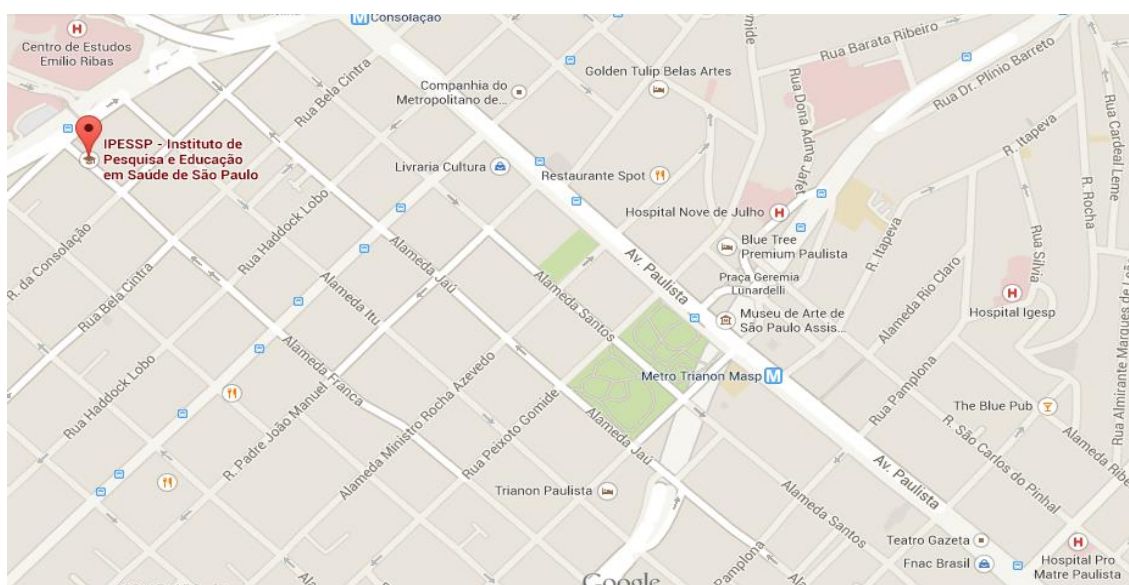 Consolação
Centro de Estudos
Emílio Ribas
IPESSP - Instituto de
Pesquisa e Educação
em Saúde de São Paulo
Rua Bela Cintra
Companhia do
Metropolitano de...
Golden Tulip Belas Artes
Rua Barata Ribeiro
Rua Dr. Plínio Barreto
Rua Dona Adma Jafet
R. Itapeva
Rua Cardeal Leme
R. Rocha
Livraria Cultura
Restaurante Spot
Hospital Nove de Julho
Rua Haddock Lobo
R. da Consolação
Rua Bela Cintra
Blue Tree
Premium Paulista
Av. Paulista
Praça Geremia
Lunardelli
R. Itapeva
Rua Sílvia
Museu de Arte de
São Paulo Assis...
Hospital Igesp
Alameda Rio Claro
Alameda Jaú
Alameda Santos
Alameda Itu
Alameda Franca
Rua Haddock Lobo
R. Padre João Manuel
Alameda Ministro Rocha Azevedo
Rua Peixoto Gomide
Metro Trianon Masp
Rua Pamplona
The Blue Pub
Alameda Jaú
R. São Carlos do Pinhal
Av. Paulista
Trianon Paulista
Alameda Santos
Teatro Gazeta
Fnac Brasil
Hospital Pro
Matre Paulista
Pamplona
Google